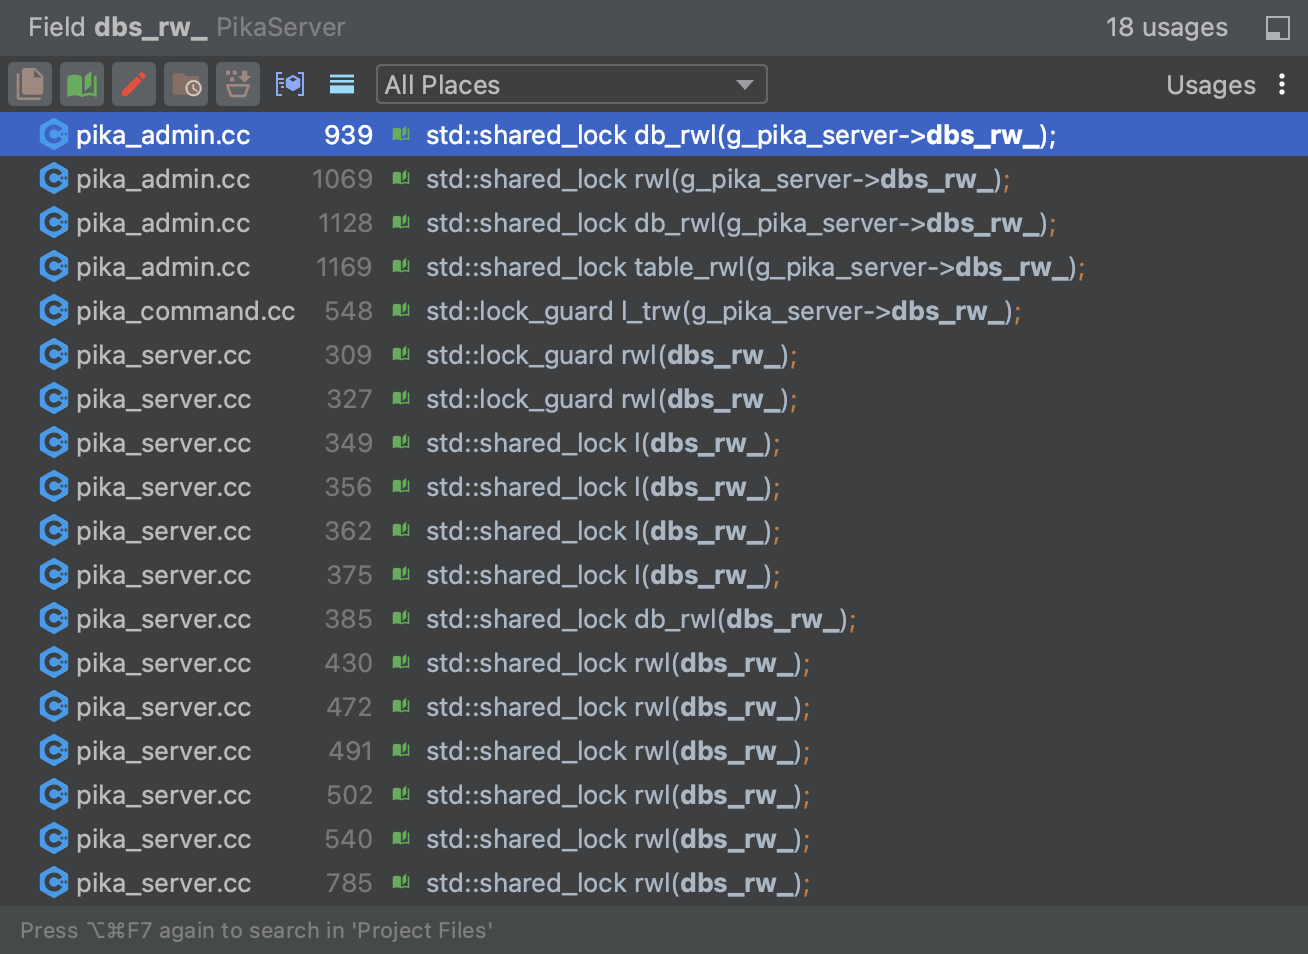 Field dbs_rw_ PikaServer 18 usages
All Places Usages
pika_admin.cc 939 std::shared_lock db_rwl(g_pika_server->dbs_rw_);
pika_admin.cc 1069 std::shared_lock rwl(g_pika_server->dbs_rw_);
pika_admin.cc 1128 std::shared_lock db_rwl(g_pika_server->dbs_rw_);
pika_admin.cc 1169 std::shared_lock table_rwl(g_pika_server->dbs_rw_);
pika_command.cc 548 std::lock_guard l_trw(g_pika_server->dbs_rw_);
pika_server.cc 309 std::lock_guard rwl(dbs_rw_);
pika_server.cc 327 std::lock_guard rwl(dbs_rw_);
pika_server.cc 349 std::shared_lock l(dbs_rw_);
pika_server.cc 356 std::shared_lock l(dbs_rw_);
pika_server.cc 362 std::shared_lock l(dbs_rw_);
pika_server.cc 375 std::shared_lock l(dbs_rw_);
pika_server.cc 385 std::shared_lock db_rwl(dbs_rw_);
pika_server.cc 430 std::shared_lock rwl(dbs_rw_);
pika_server.cc 472 std::shared_lock rwl(dbs_rw_);
pika_server.cc 491 std::shared_lock rwl(dbs_rw_);
pika_server.cc 502 std::shared_lock rwl(dbs_rw_);
pika_server.cc 540 std::shared_lock rwl(dbs_rw_);
pika_server.cc 785 std::shared_lock rwl(dbs_rw_);
Press ⌥⌘F7 again to search in 'Project Files'